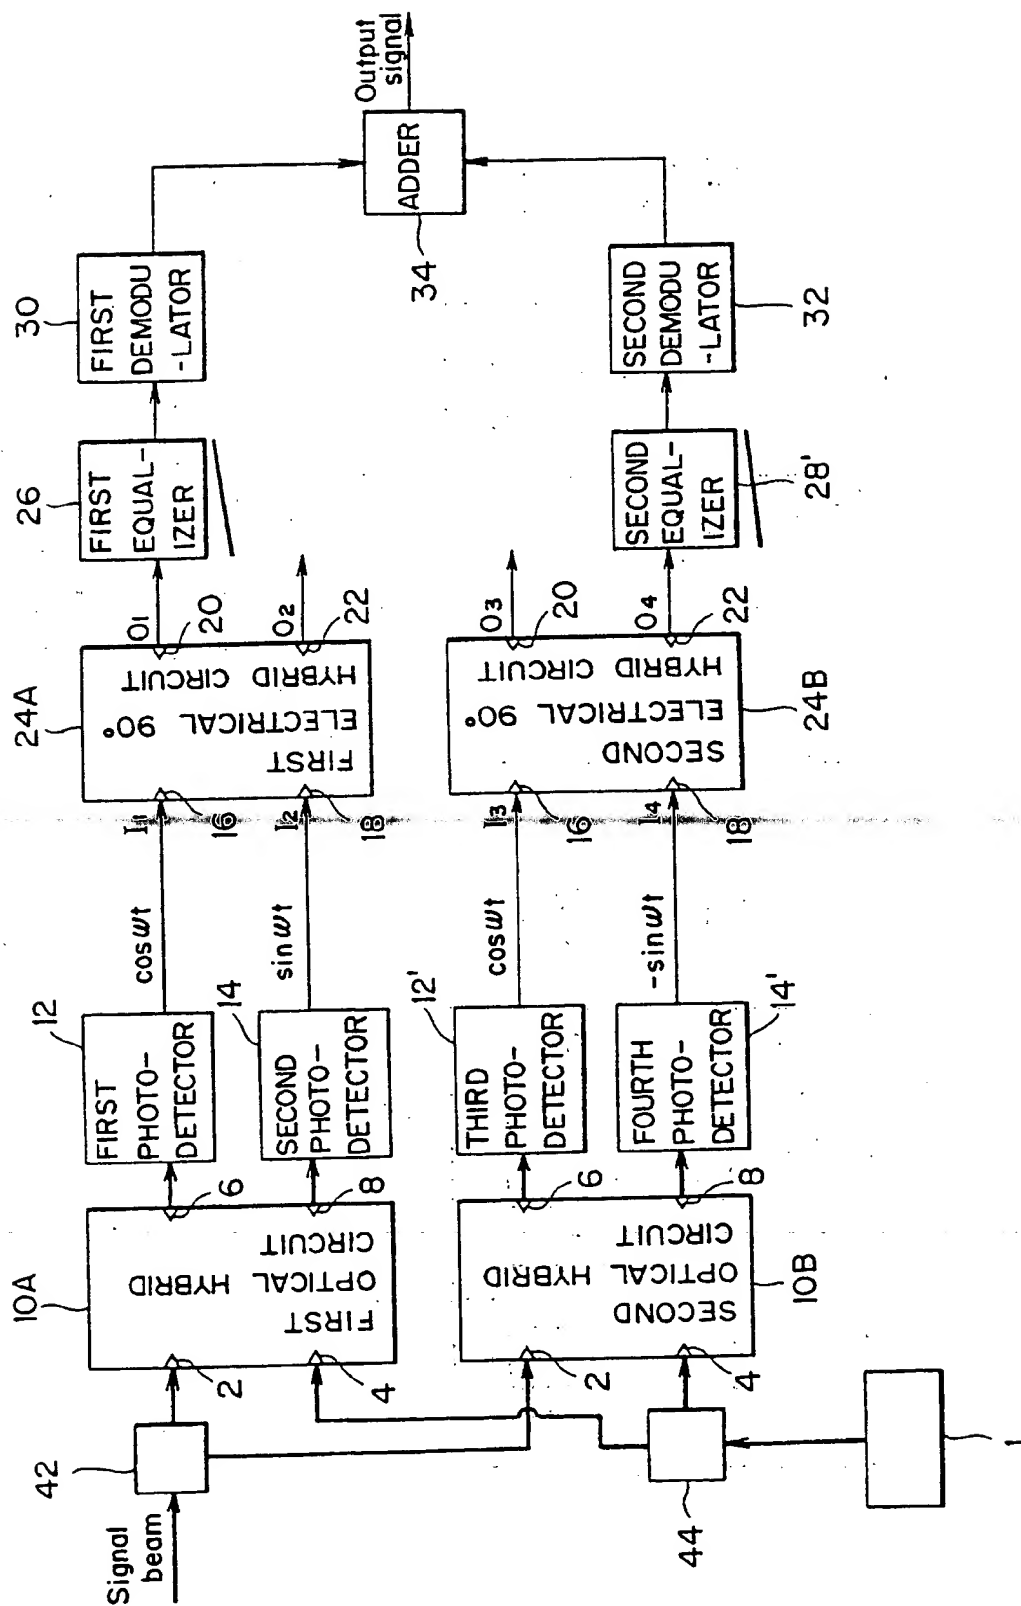 Signal
beam
42
44
1
2
4
2
4
10A
FIRST
OPTICAL HYBRID
CIRCUIT
10B
SECOND
OPTICAL HYBRID
CIRCUIT
6
8
6
8
12
FIRST
PHOTO-
DETECTOR
14
SECOND
PHOTO-
DETECTOR
12'
THIRD
PHOTO-
DETECTOR
14'
FOURTH
PHOTO-
DETECTOR
cosωt
sinωt
cosωt
-sinωt
I1
16
I2
18
I3
16
I4
18
24A
FIRST
ELECTRICAL 90°
HYBRID CIRCUIT
24B
SECOND
ELECTRICAL 90°
HYBRID CIRCUIT
O1
20
O2
22
O3
20
O4
22
26
FIRST
EQUAL-
IZER
28'
SECOND
EQUAL-
IZER
30
FIRST
DEMODU
-LATOR
32
SECOND
DEMODU
-LATOR
34
ADDER
Output
signal